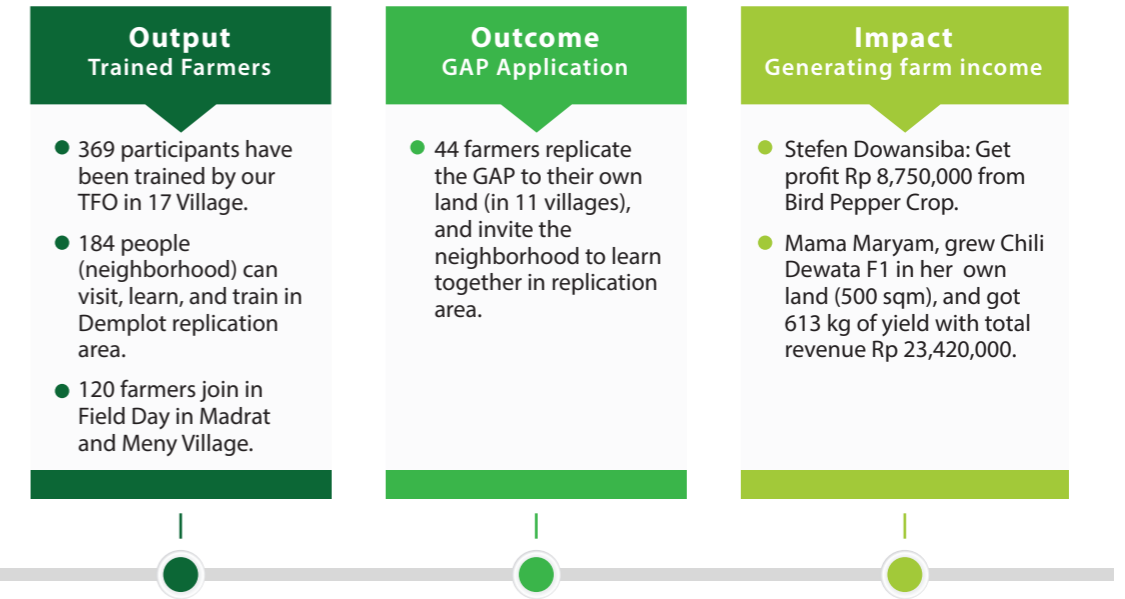 Output
Trained Farmers
369 participants have
been trained by our
TFO in 17 Village.
184 people
(neighborhood) can
visit, learn, and train in
Demplot replication
area.
120 farmers join in
Field Day in Madrat
and Meny Village.
Outcome
GAP Application
44 farmers replicate
the GAP to their own
land (in 11 villages),
and invite the
neighborhood to learn
together in replication
area.
Impact
Generating farm income
Stefen Dowansiba: Get
profit Rp 8,750,000 from
Bird Pepper Crop.
Mama Maryam, grew Chili
Dewata F1 in her own
land (500 sqm), and got
613 kg of yield with total
revenue Rp 23,420,000.